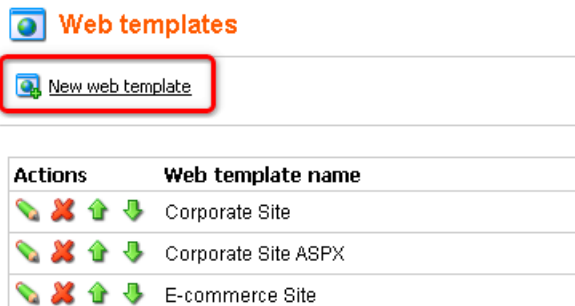 Web templates
New web template
Actions Web template name
Corporate Site
Corporate Site ASPX
E-commerce Site